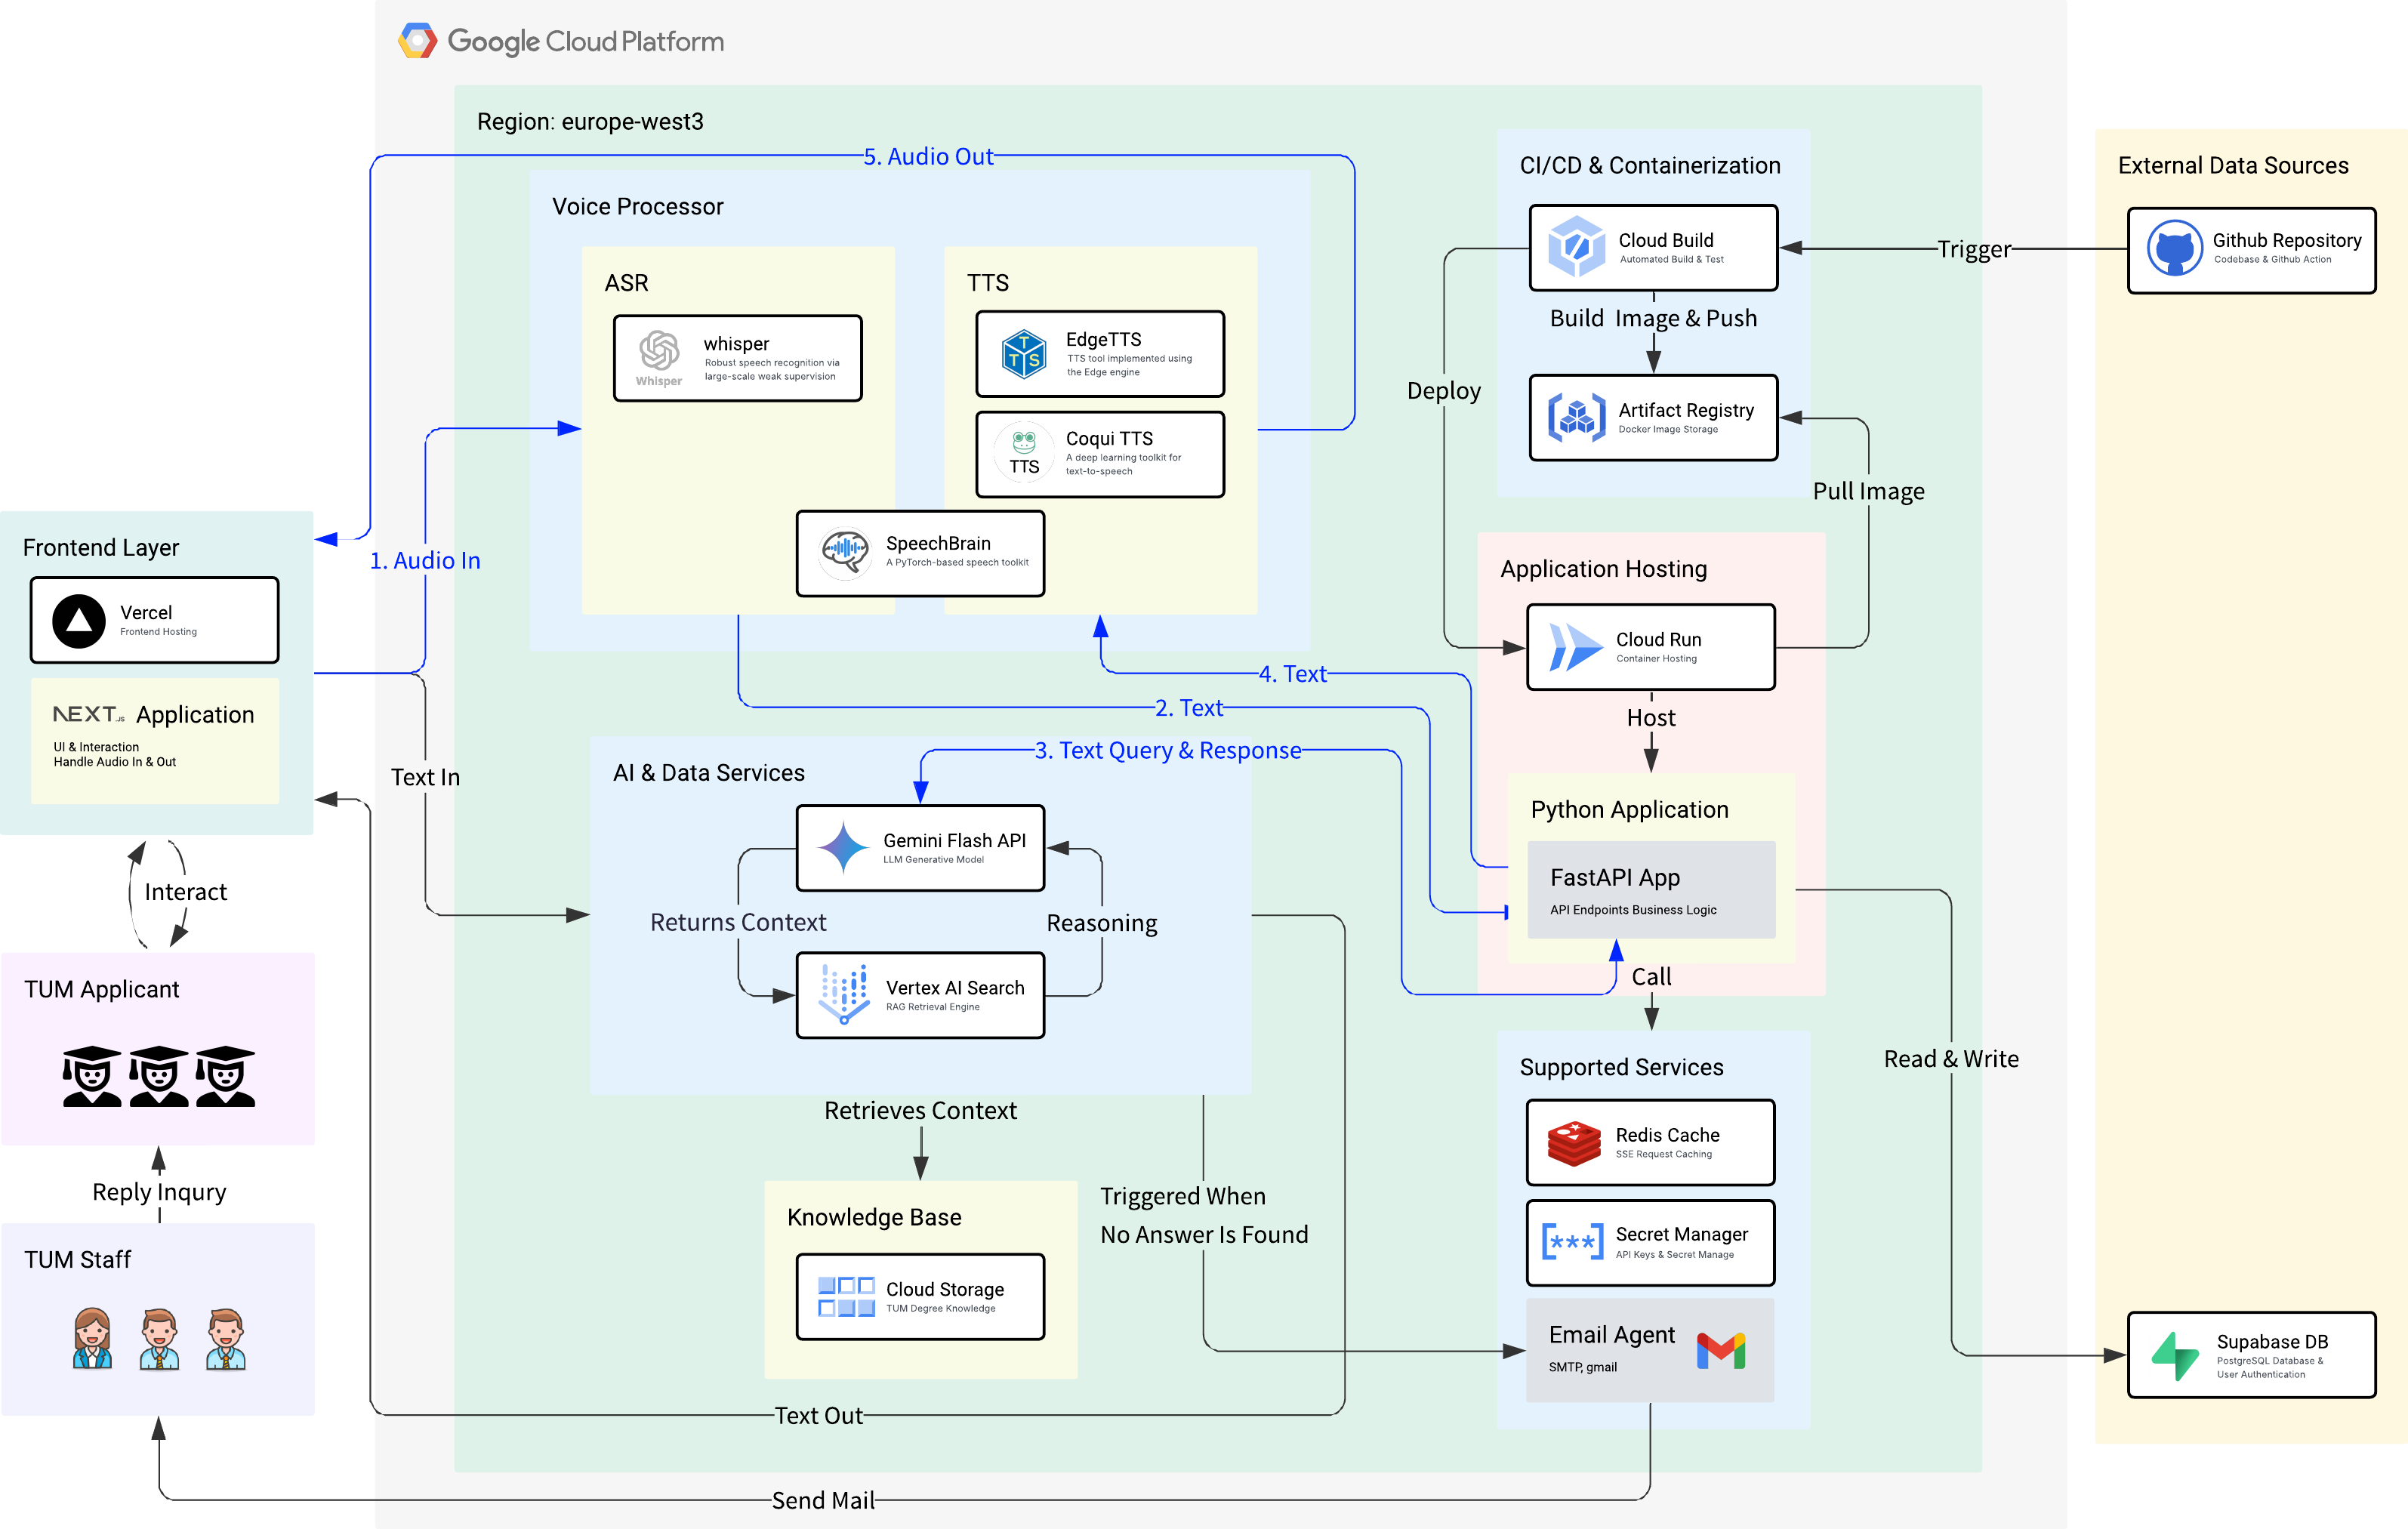 Google Cloud Platform
Region: europe-west3
5. Audio Out
Voice Processor
ASR
whisper
Robust speech recognition via
large-scale weak supervision
Whisper
TTS
EdgeTTS
TTS tool implemented using
the Edge engine
T
T S
Coqui TTS
A deep learning toolkit for
text-to-speech
TTS
SpeechBrain
A PyTorch-based speech toolkit
CI/CD & Containerization
Cloud Build
Automated Build & Test
Build Image & Push
Artifact Registry
Docker Image Storage
Deploy
Pull Image
Trigger
External Data Sources
Github Repository
Codebase & Github Action
Frontend Layer
Vercel
Frontend Hosting
NEXT.JS Application
UI & Interaction
Handle Audio In & Out
1. Audio In
Text In
Interact
TUM Applicant
Reply Inqury
TUM Staff
4. Text
2. Text
3. Text Query & Response
AI & Data Services
Gemini Flash API
LLM Generative Model
Returns Context
Reasoning
Vertex AI Search
RAG Retrieval Engine
Retrieves Context
Knowledge Base
Cloud Storage
TUM Degree Knowledge
Triggered When
No Answer Is Found
Text Out
Send Mail
Application Hosting
Cloud Run
Container Hosting
Host
Python Application
FastAPI App
API Endpoints Business Logic
Call
Supported Services
Redis Cache
SSE Request Caching
Secret Manager
API Keys & Secret Manage
[***]
Email Agent
SMTP, gmail
Read & Write
Supabase DB
PostgreSQL Database &
User Authentication